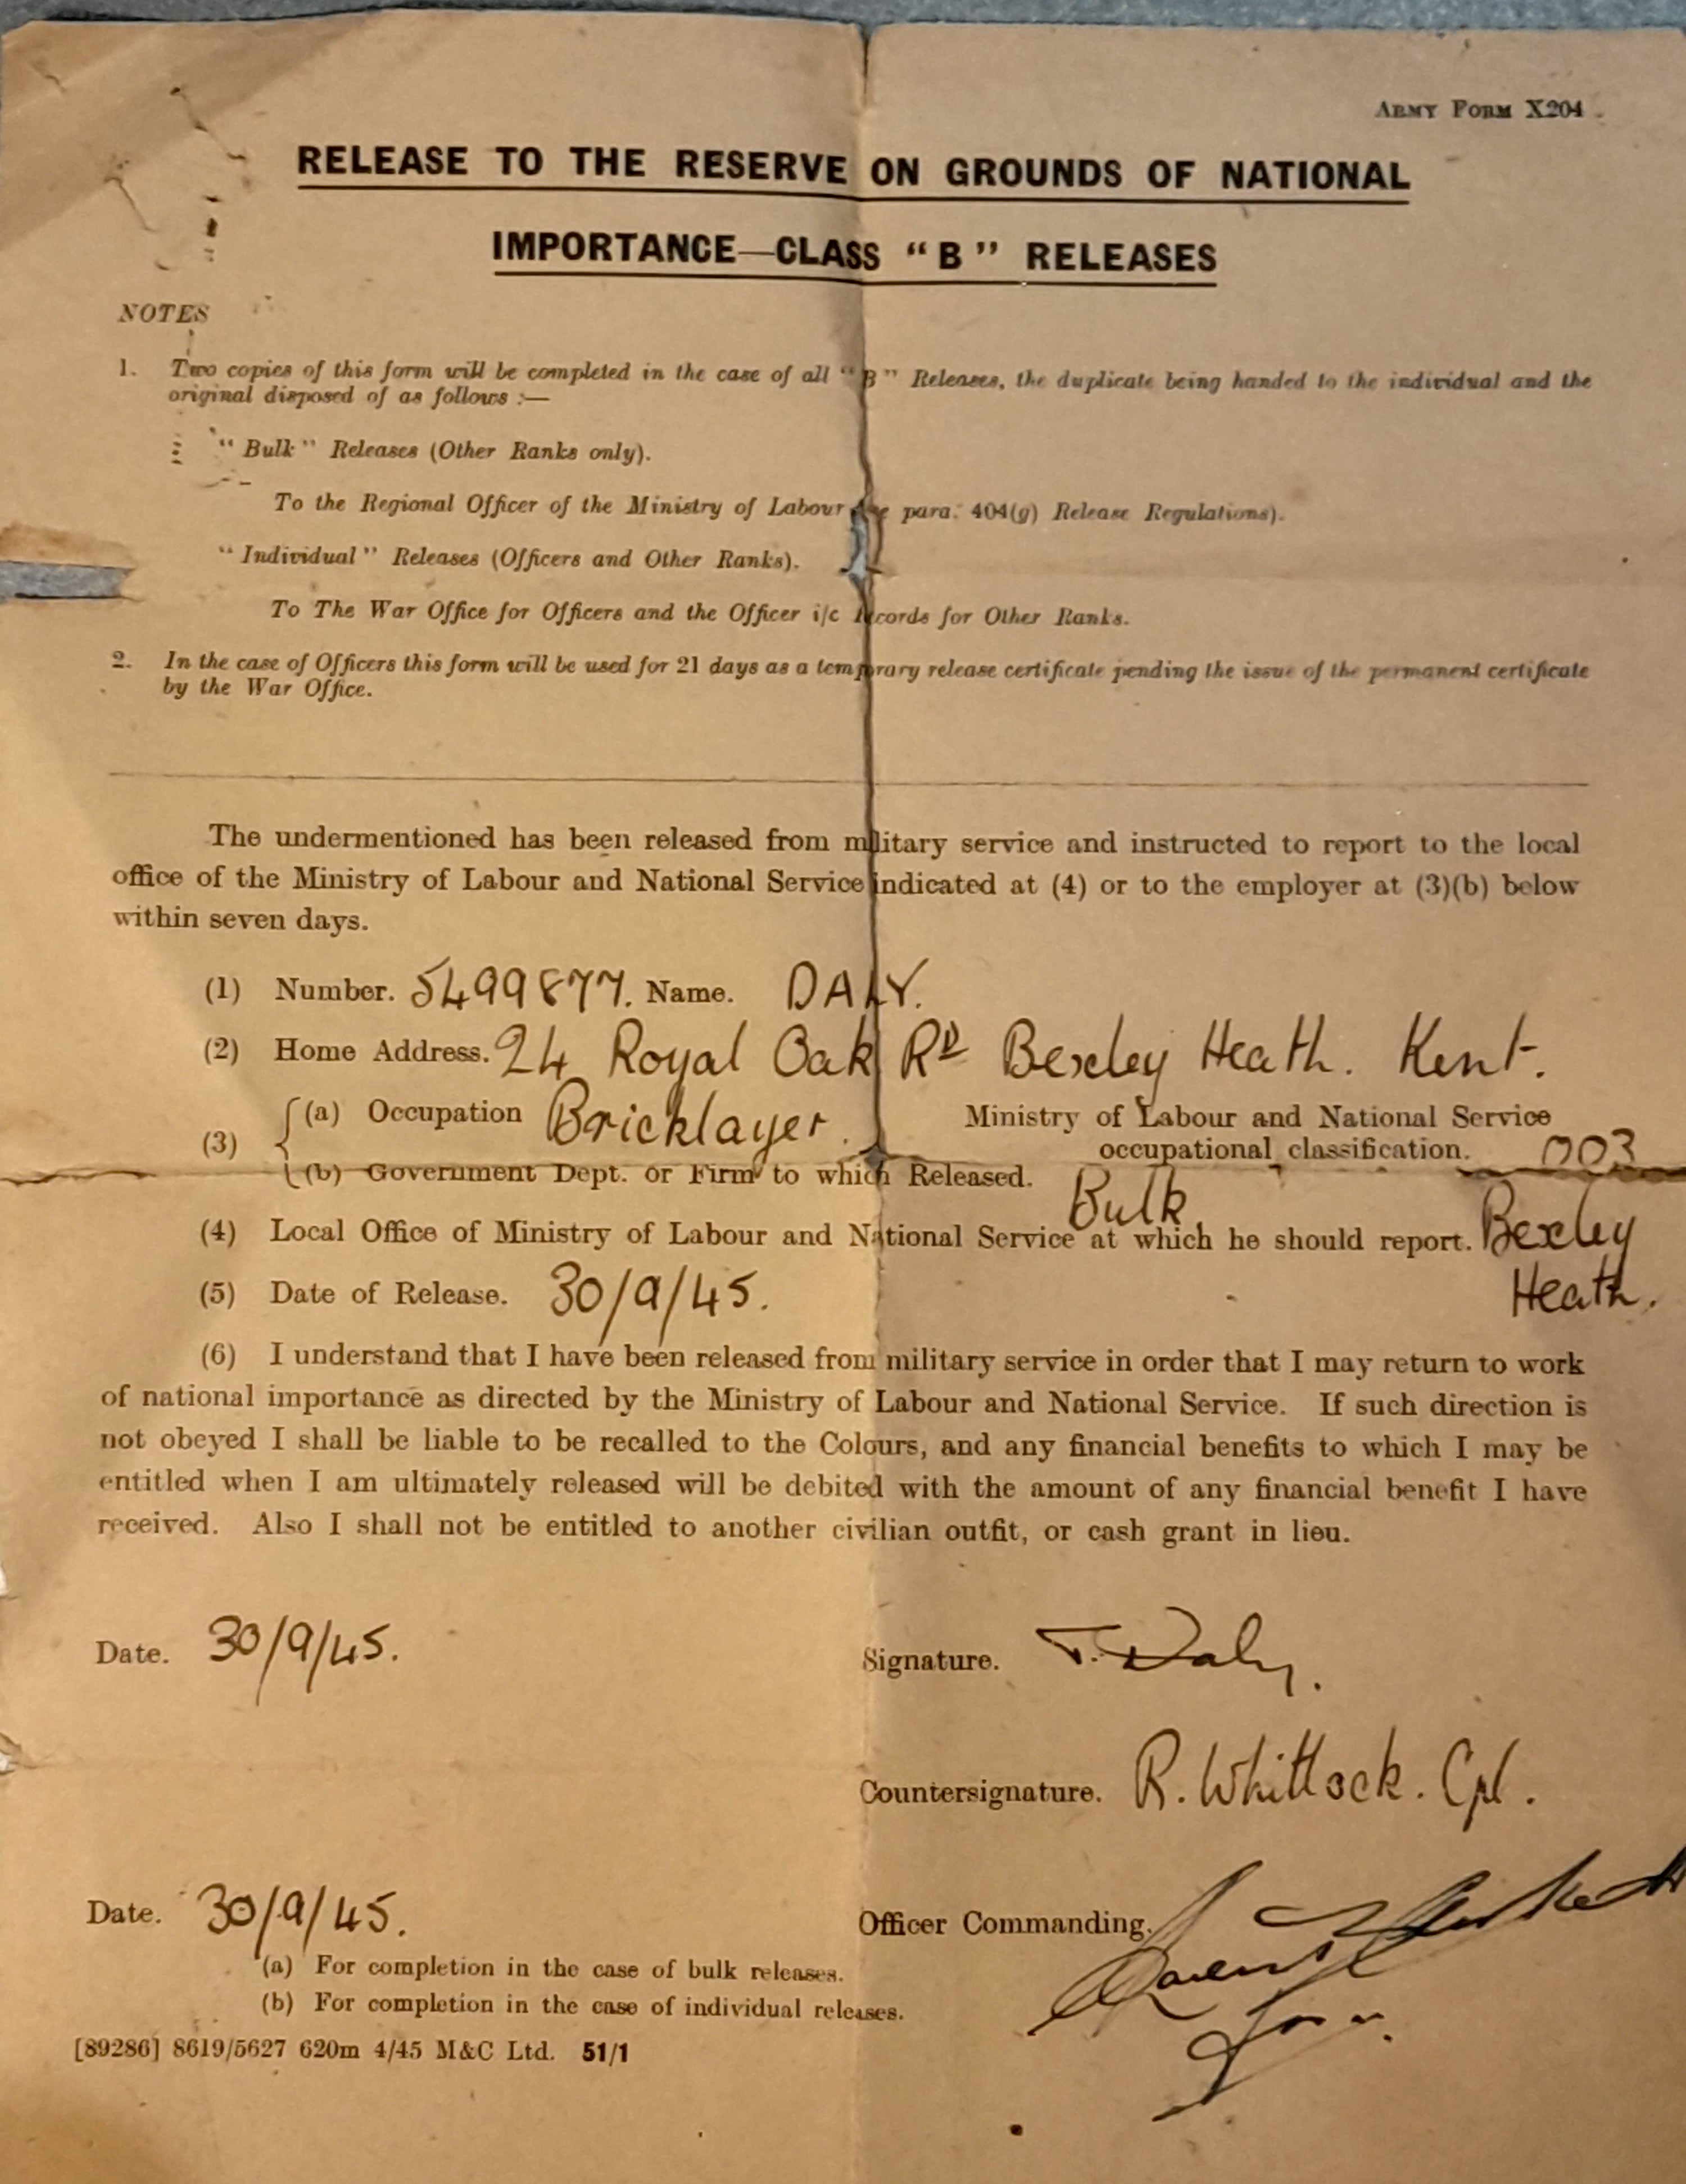 ARMY FORM X204
RELEASE TO THE RESERVE ON GROUNDS OF NATIONAL
IMPORTANCE—CLASS “B” RELEASES
NOTES
1. Two copies of this form will be completed in the case of all “B” Releases, the duplicate being handed to the individual and the
original disposed of as follows :—
“Bulk” Releases (Other Ranks only).
To the Regional Officer of the Ministry of Labour para. 404(g) Release Regulations).
“Individual” Releases (Officers and Other Ranks).
To The War Office for Officers and the Officer i/c Records for Other Ranks.
2. In the case of Officers this form will be used for 21 days as a temporary release certificate pending the issue of the permanent certificate
by the War Office.
The undermentioned has been released from military service and instructed to report to the local
office of the Ministry of Labour and National Service indicated at (4) or to the employer at (3)(b) below
within seven days.
(1) Number. 5499877. Name. DALY.
(2) Home Address. 24 Royal Oak Rd Bexley Heath. Kent.
(3) (a) Occupation Bricklayer. Ministry of Labour and National Service
occupational classification. 003
(b) Government Dept. or Firm to which Released.
Bulk
(4) Local Office of Ministry of Labour and National Service at which he should report. Bexley
Heath.
(5) Date of Release. 30/9/45.
(6) I understand that I have been released from military service in order that I may return to work
of national importance as directed by the Ministry of Labour and National Service. If such direction is
not obeyed I shall be liable to be recalled to the Colours, and any financial benefits to which I may be
entitled when I am ultimately released will be debited with the amount of any financial benefit I have
received. Also I shall not be entitled to another civilian outfit, or cash grant in lieu.
Date. 30/9/45. Signature. T. Daly.
Countersignature. R. Whitlock. Cpl.
Date. 30/9/45. Officer Commanding.
(a) For completion in the case of bulk releases.
(b) For completion in the case of individual releases.
[89286] 8619/5627 620m 4/45 M&C Ltd. 51/1